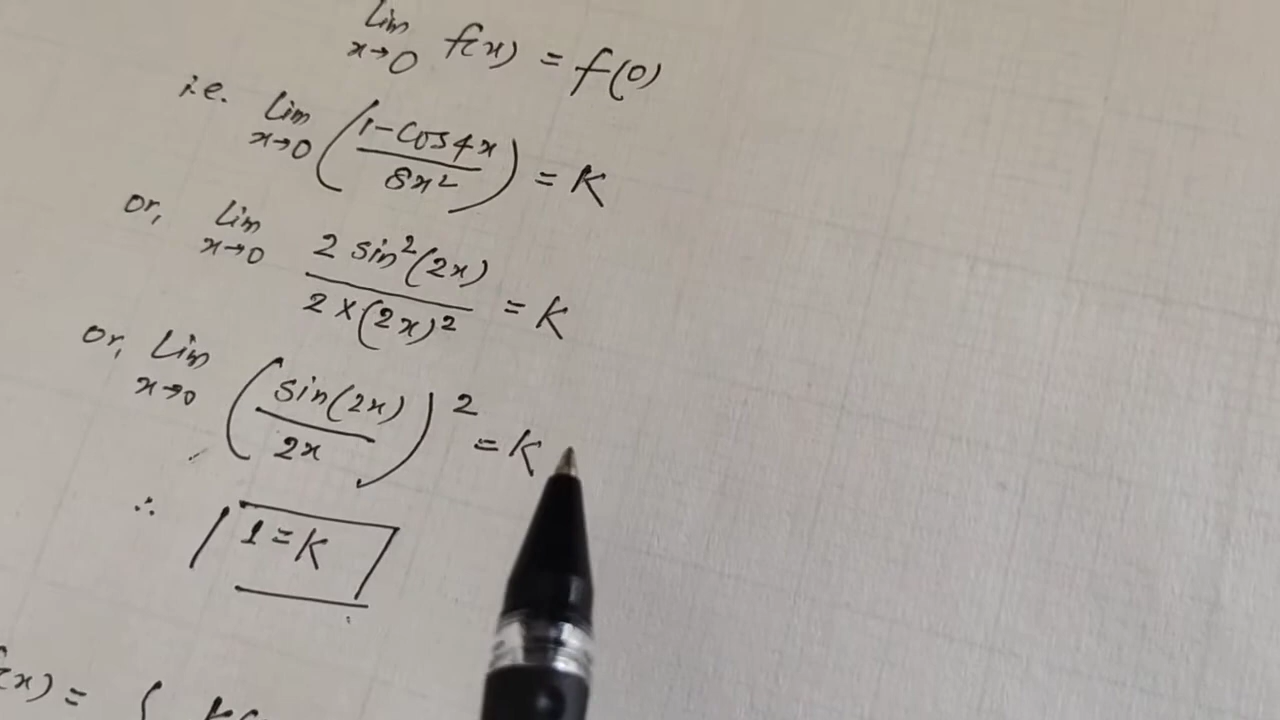 lim x→0 f(x) = f(0)
i.e. lim x→0 (1-cos4x / 8x²) = K
or, lim x→0 2 sin²(2x) / 2×(2x)² = K
or, lim x→0 (sin(2x) / 2x)² = K
∴ 1=K
(x) =